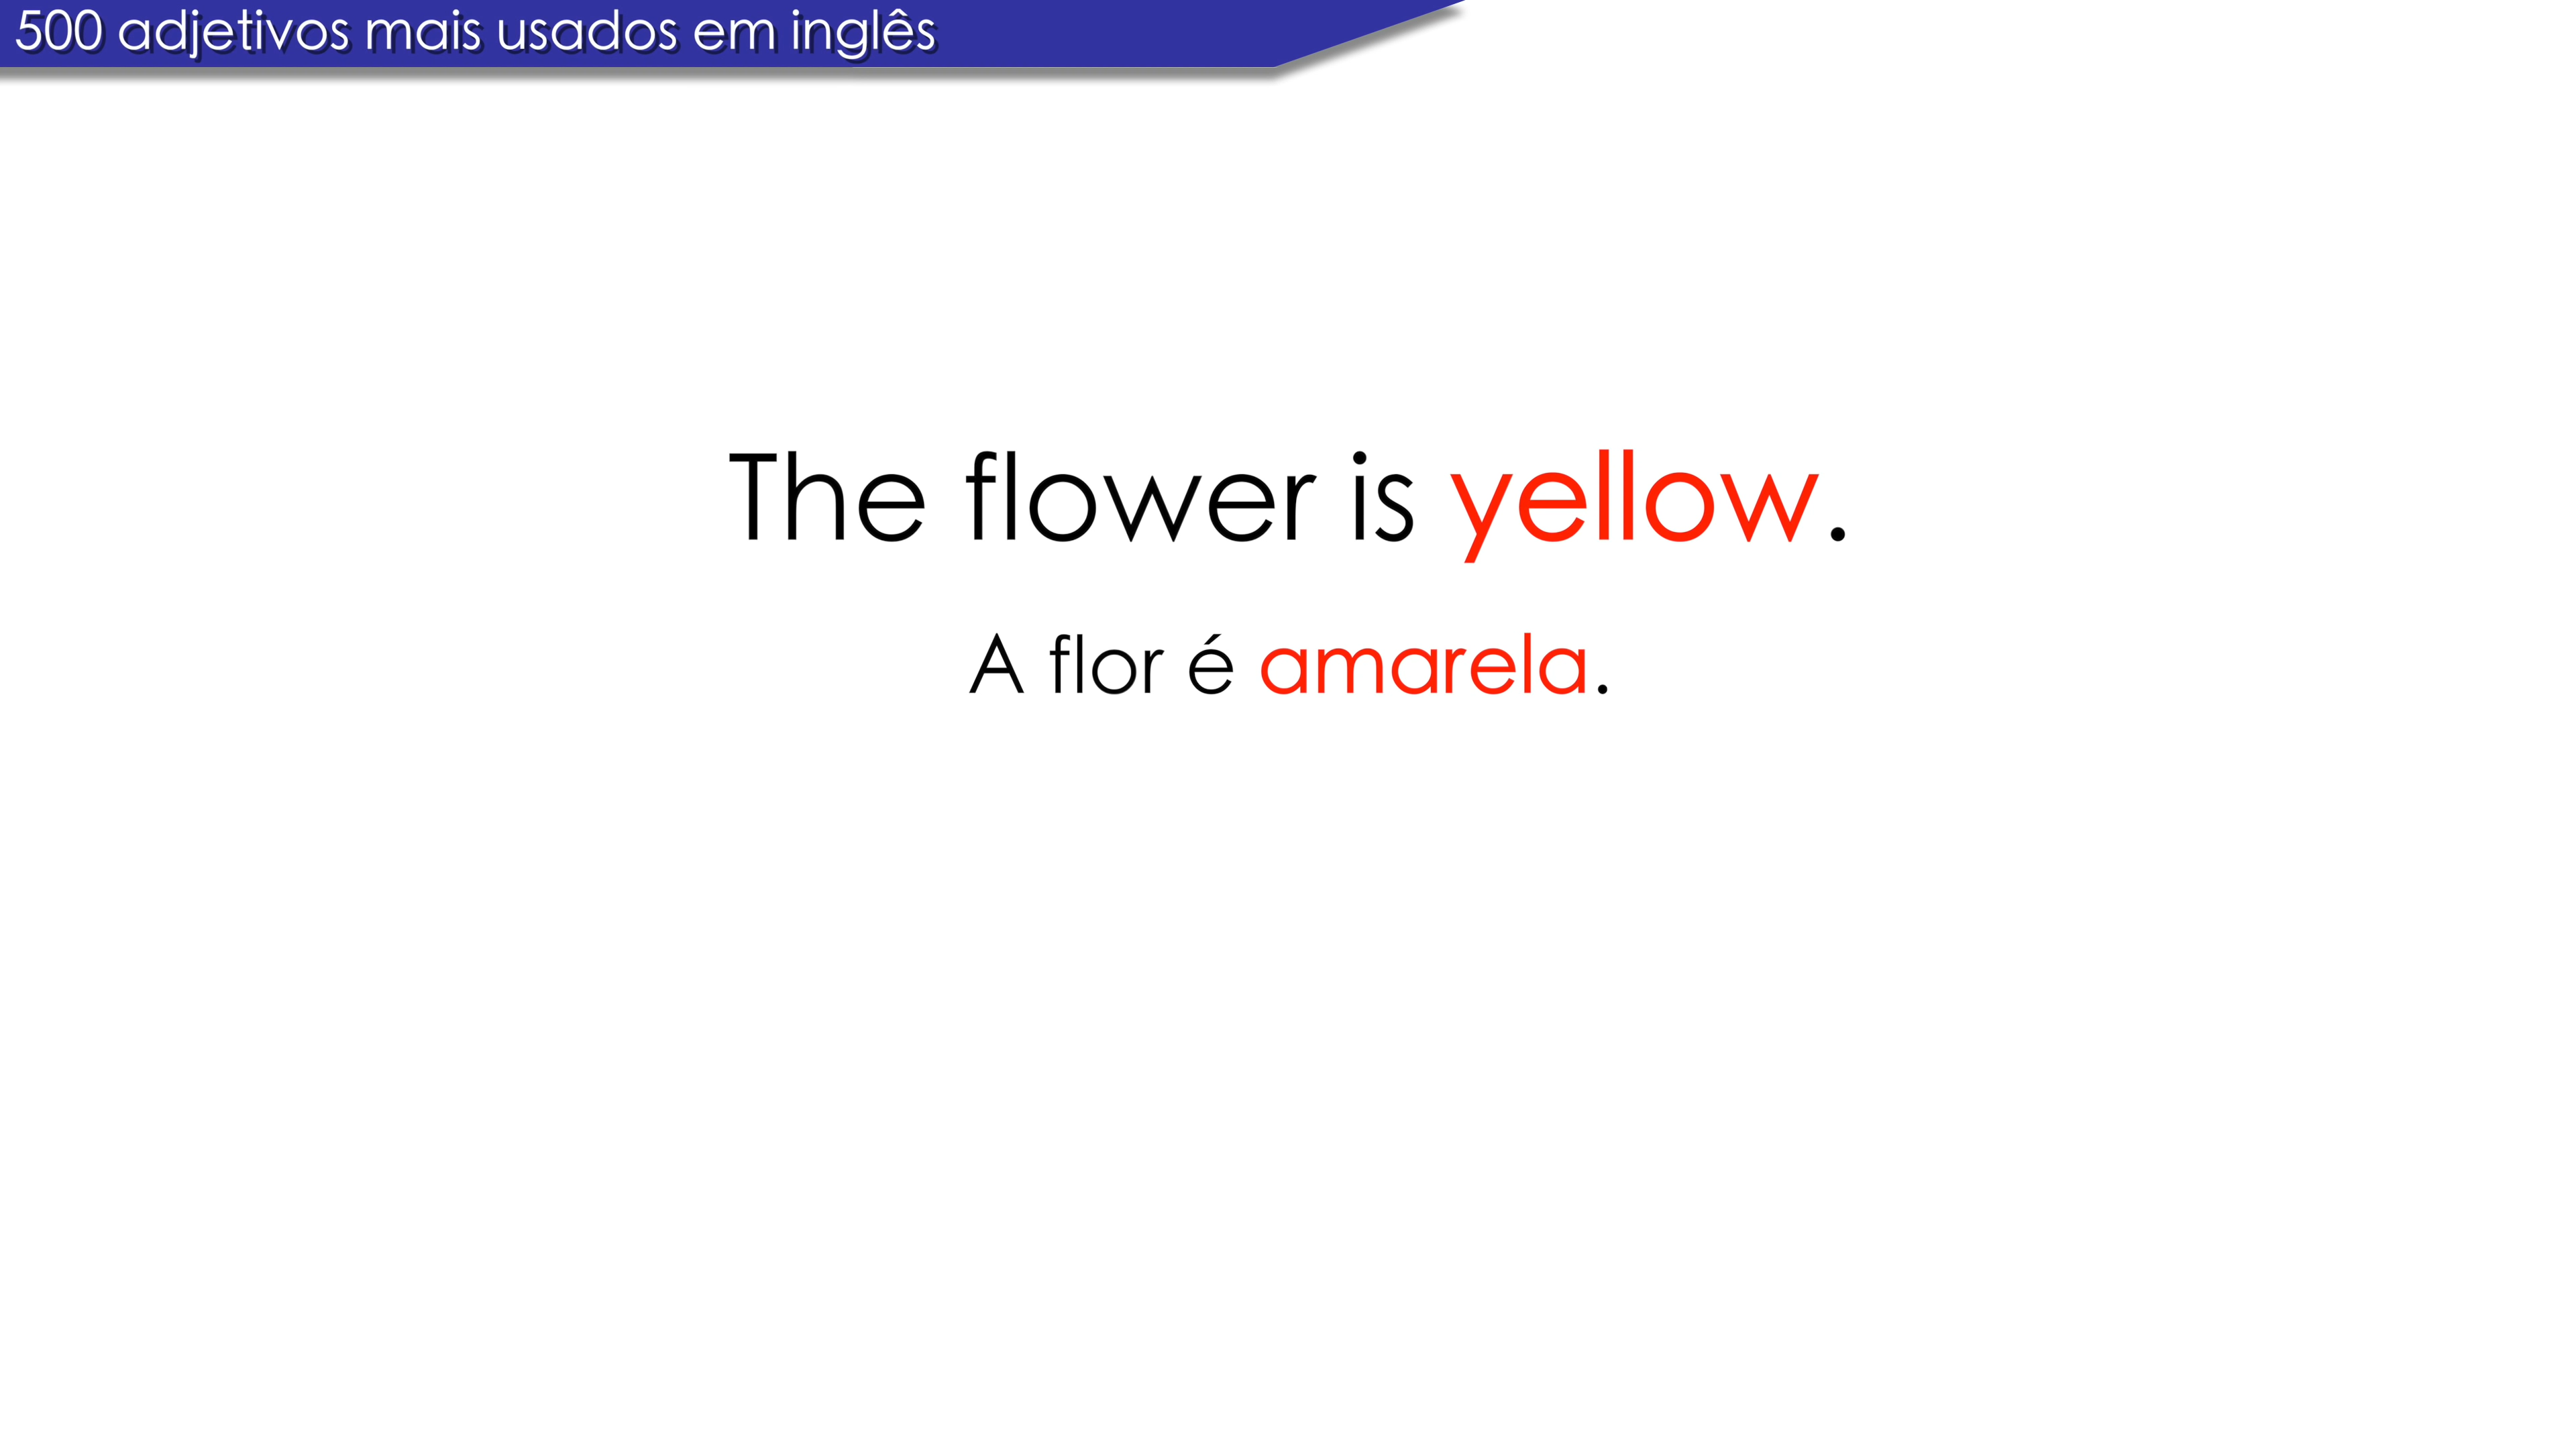 500 adjetivos mais usados em inglês
The flower is yellow.
A flor é amarela.